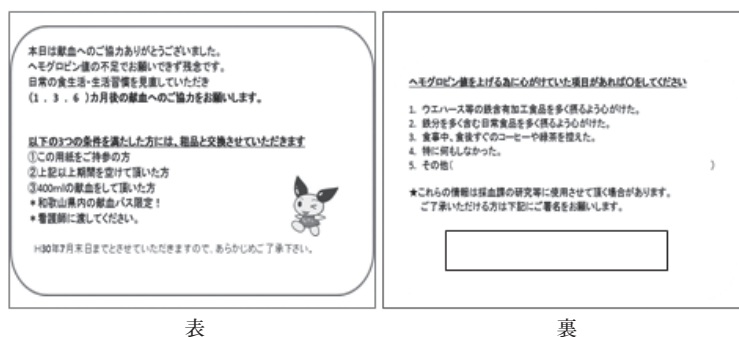 本日は献血へのご協力ありがとうございました。
ヘモグロビン値の不足でお願いできず残念です。
日常の食生活・生活習慣を見直していただき
(1 . 3 . 6 )カ月後の献血へのご協力をお願いします。
以下の3つの条件を満たした方には、粗品と交換させていただきます
①この用紙をご持参の方
②上記以上期間を空けて頂いた方
③400mlの献血をして頂いた方
＊和歌山県内の献血バス限定！
＊看護師に渡してください。
H30年7月末日までとさせていただきますので、あらかじめご了承下さい。
表
ヘモグロビン値を上げる為に心がけていた項目があれば○をしてください
1. ウエハース等の鉄含有加工食品を多く摂るよう心がけた。
2. 鉄分を多く含む日常食品を多く摂るよう心がけた。
3. 食事中、食後すぐのコーヒーや緑茶を控えた。
4. 特に何もしなかった。
5. その他( )
★これらの情報は採血課の研究等に使用させて頂く場合があります。
ご了承いただける方は下記にご署名をお願いします。
裏